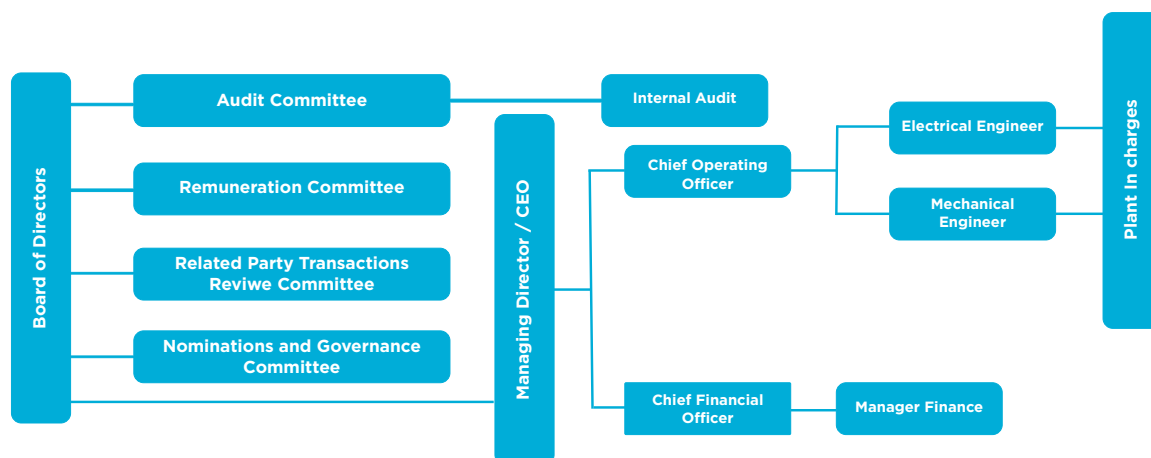 Board of Directors
Audit Committee
Remuneration Committee
Related Party Transactions
Reviwe Committee
Nominations and Governance
Committee
Managing Director / CEO
Internal Audit
Chief Operating
Officer
Chief Financial
Officer
Electrical Engineer
Mechanical
Engineer
Manager Finance
Plant In charges